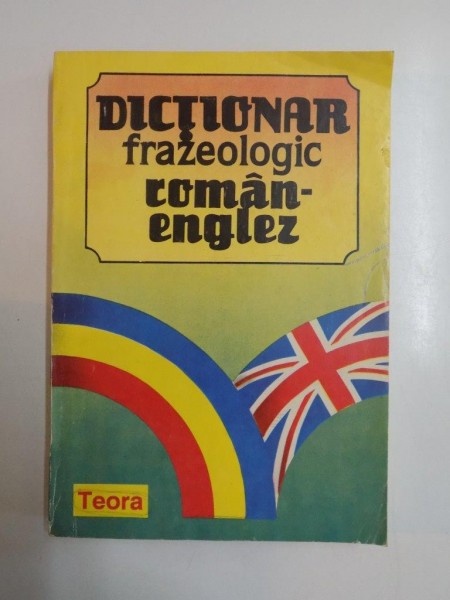 DICȚIONAR
frazeologic
român-
englez
Teora